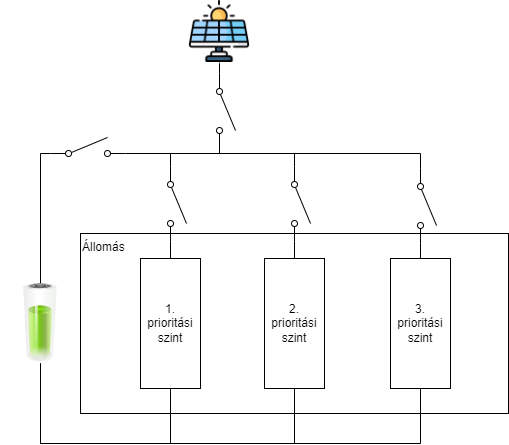 Állomás
1.
prioritási
szint
2.
prioritási
szint
3.
prioritási
szint